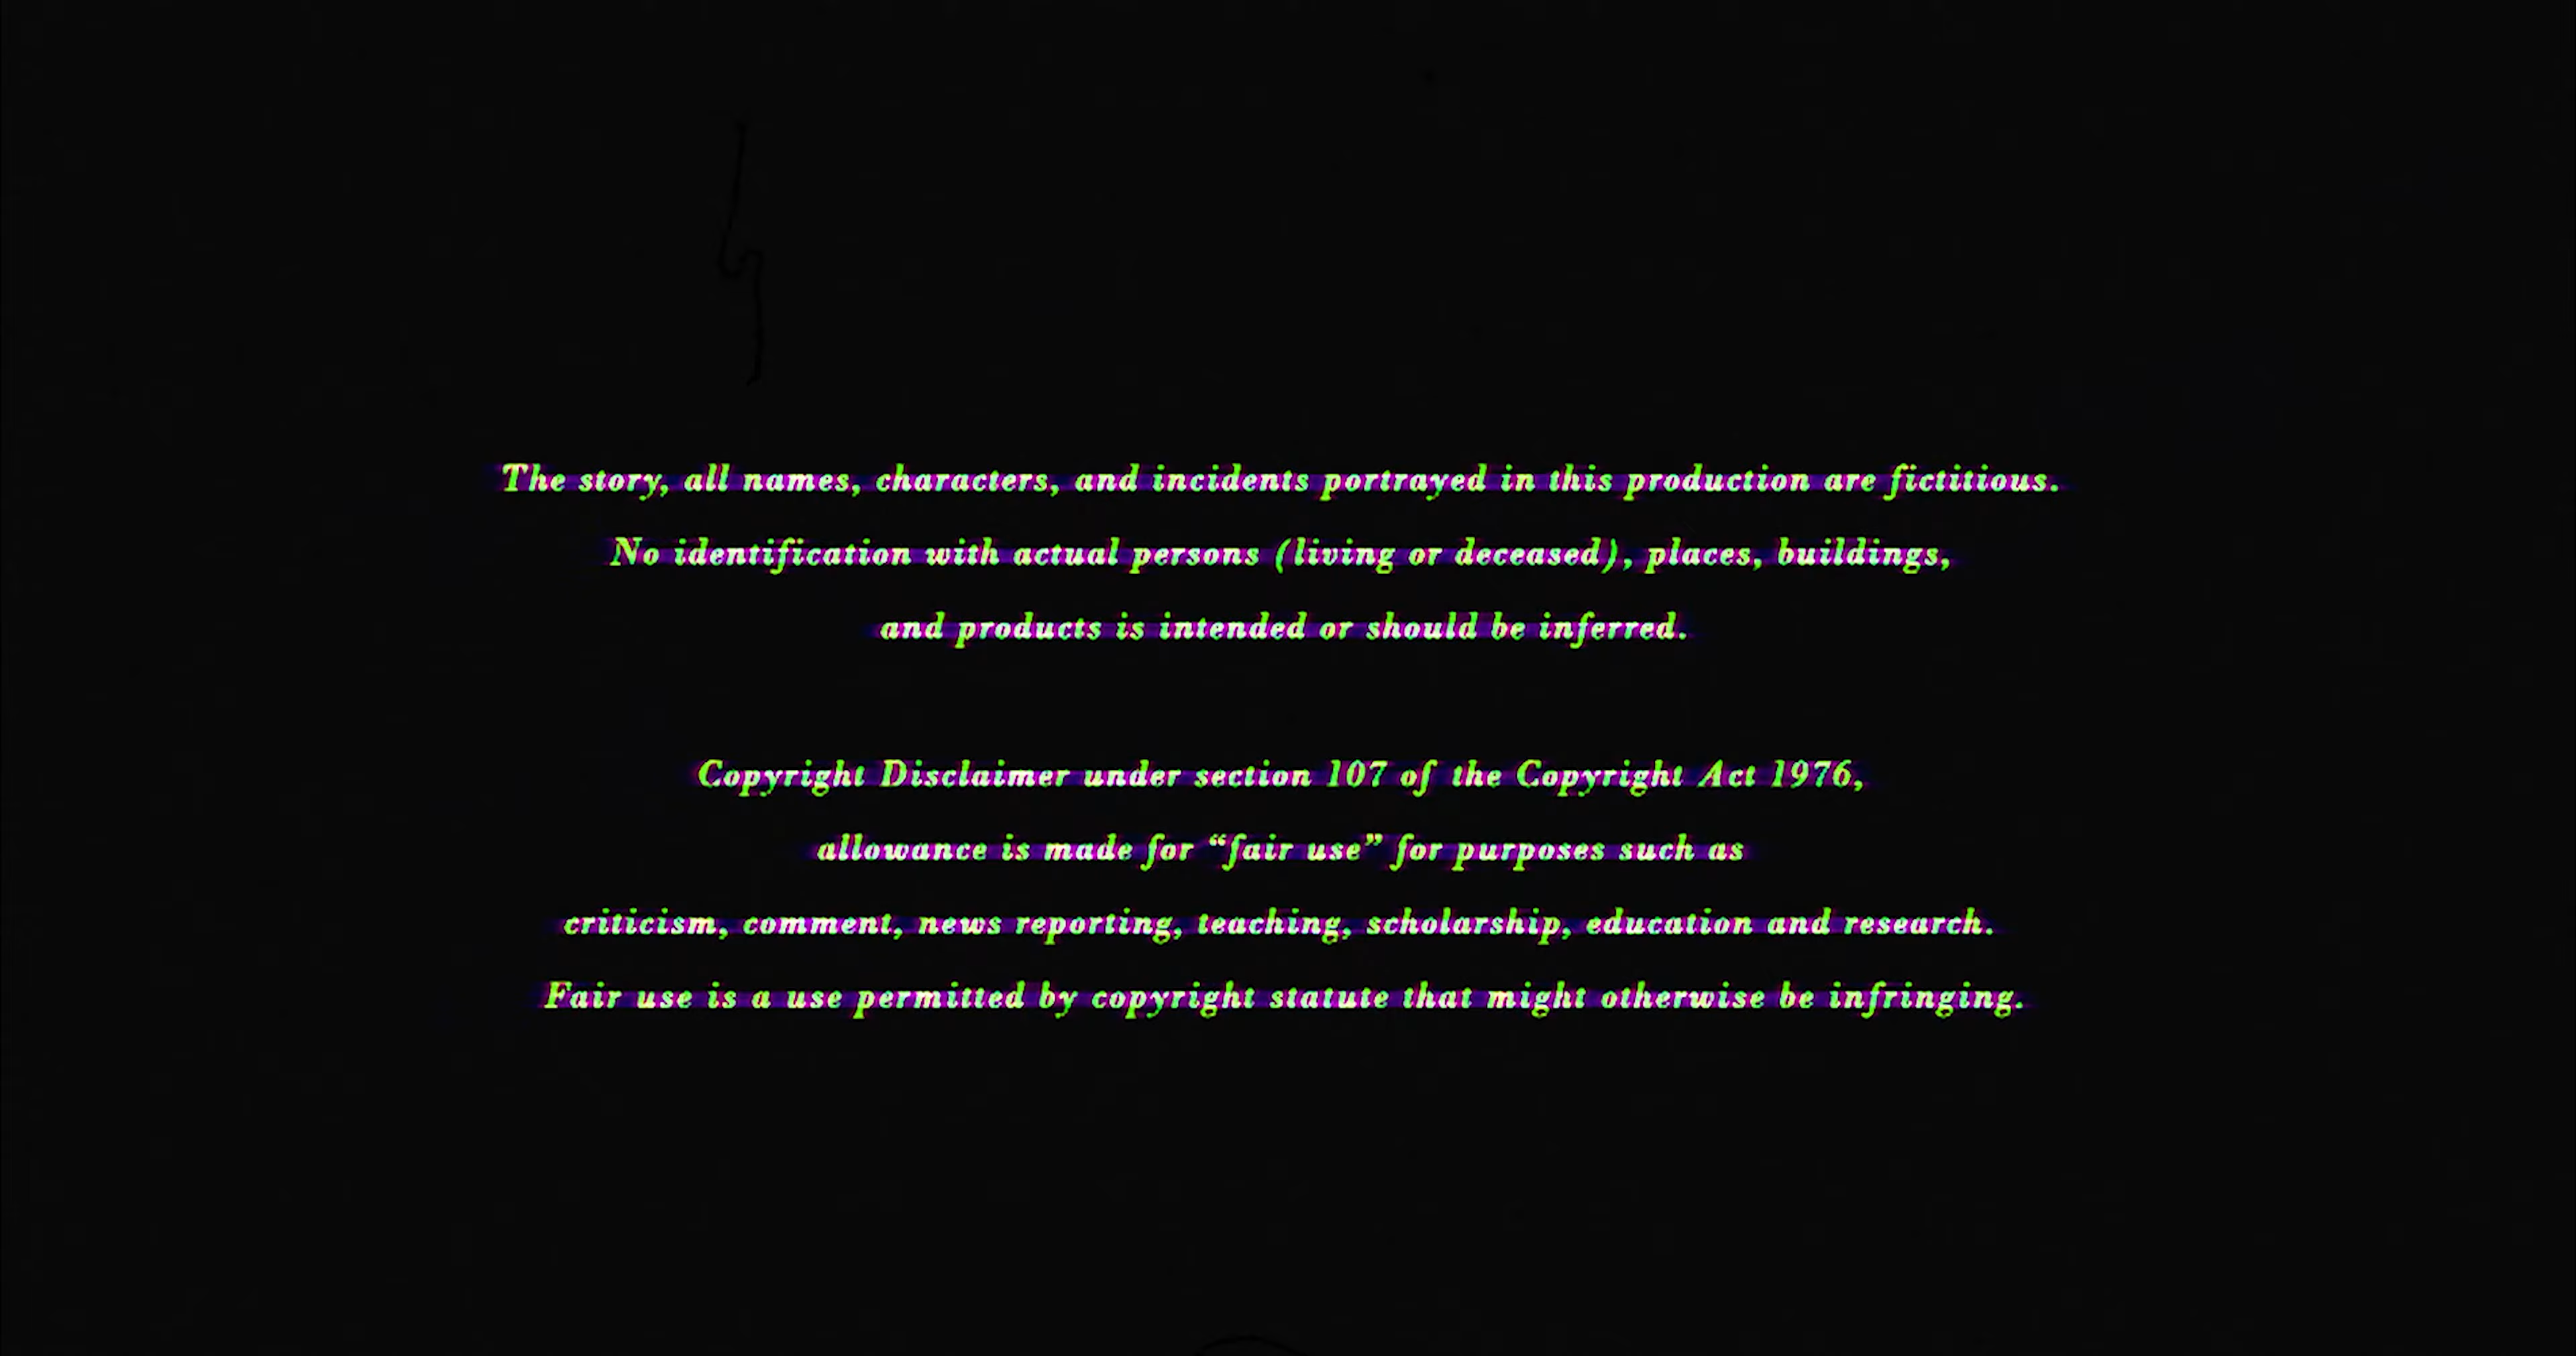 The story, all names, characters, and incidents portrayed in this production are fictitious.
No identification with actual persons (living or deceased), places, buildings,
and products is intended or should be inferred.
Copyright Disclaimer under section 107 of the Copyright Act 1976,
allowance is made for “fair use” for purposes such as
criticism, comment, news reporting, teaching, scholarship, education and research.
Fair use is a use permitted by copyright statute that might otherwise be infringing.